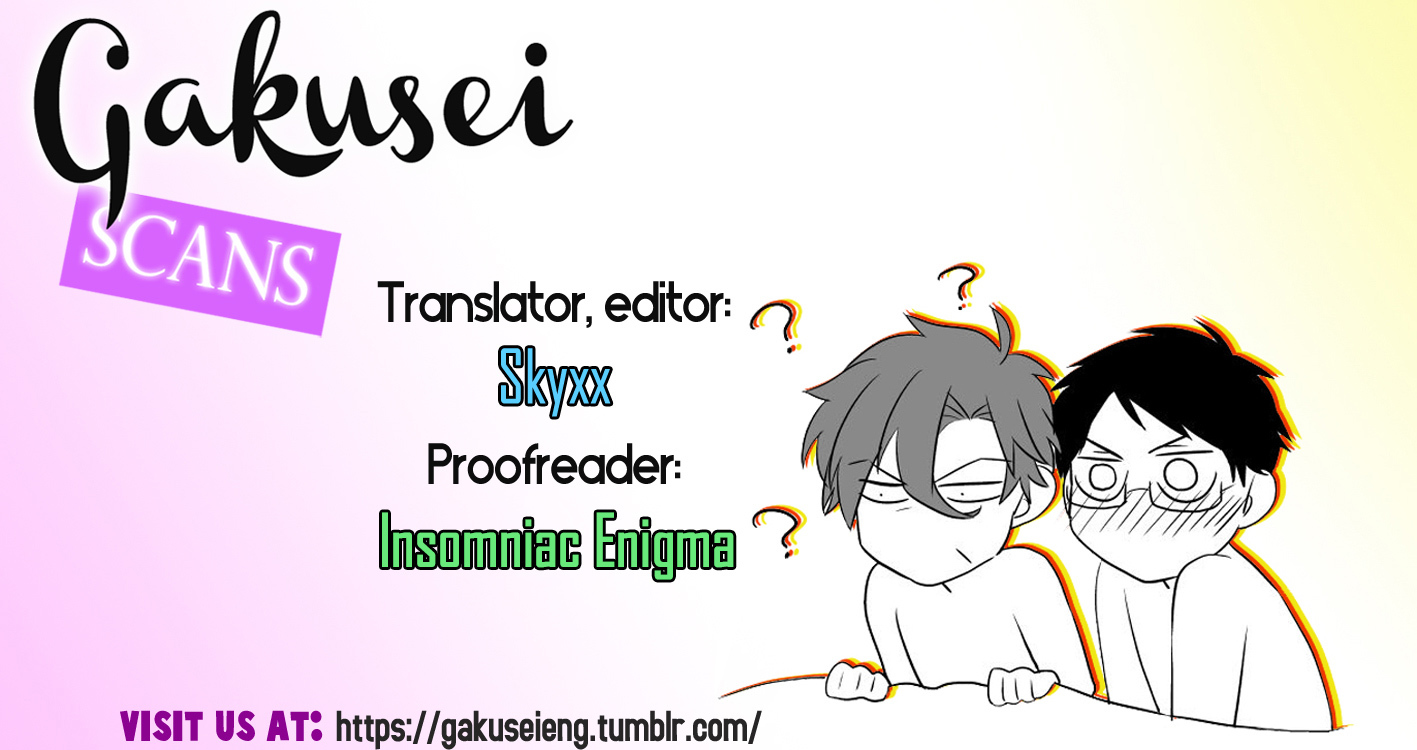 Gakusei
SCANS
Translator, editor:
Skyxx
Proofreader:
Insomniac Enigma
VISIT US AT: https://gakuseieng.tumblr.com/
? ? ?